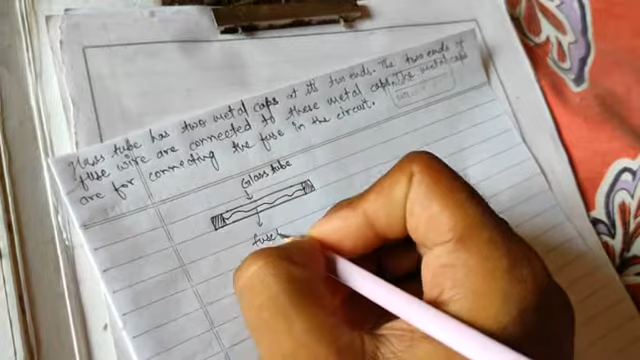 Glass tube has two metal caps at its two ends. The two ends of
fuse wire are connected to these metal caps. The metal caps
are for connecting the fuse in the circuit.
Glass tube
fuse